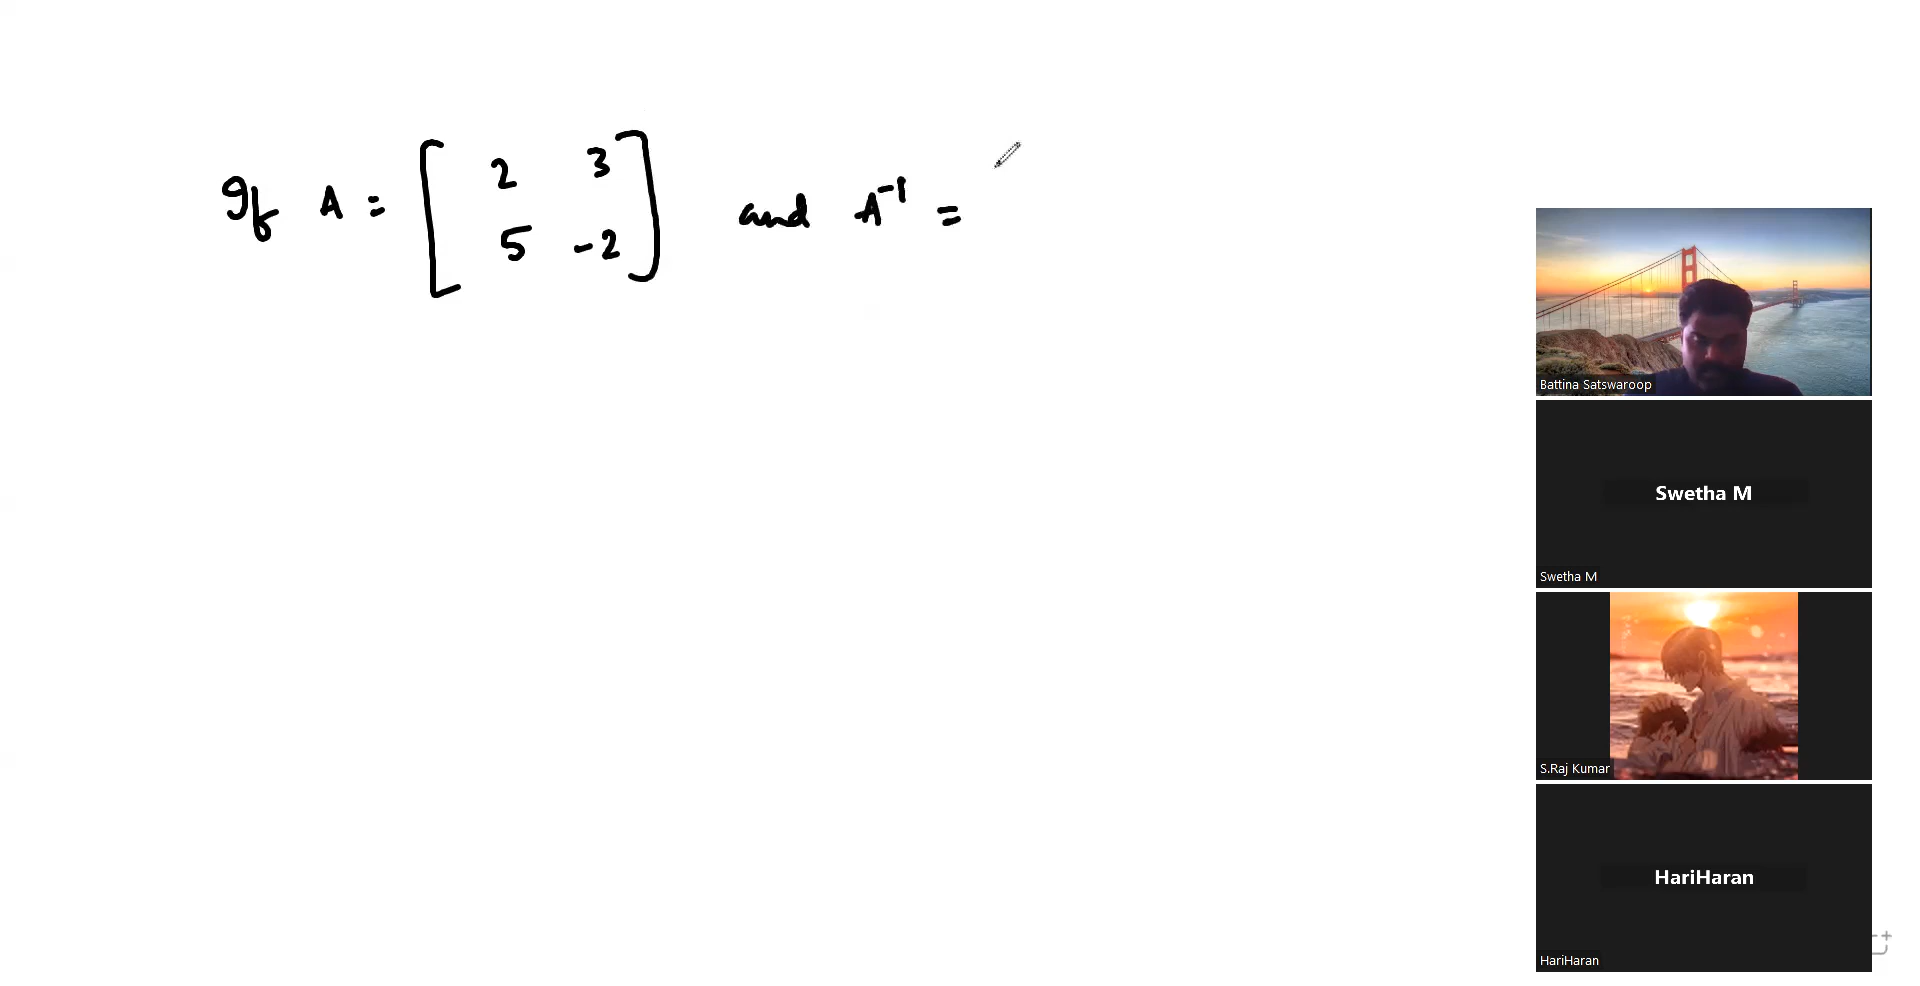 If A = [ 2 3 and A⁻¹ =
5 -2 ]
Battina Satswaroop
Swetha M
Swetha M
S.Raj Kumar
HariHaran
HariHaran